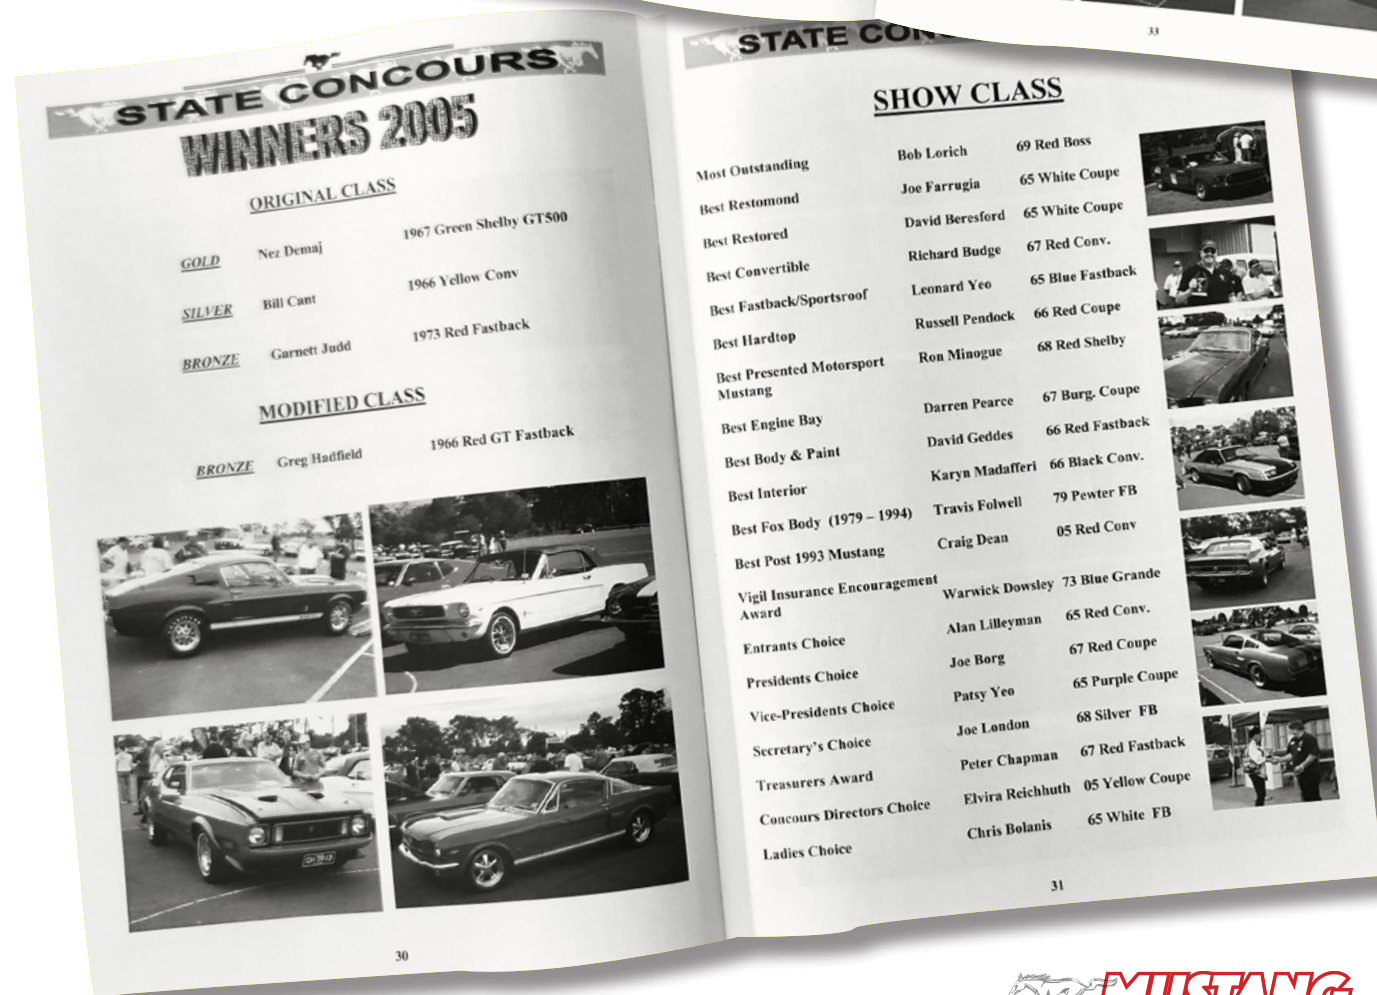 STATE CONCOURS
WINNERS 2005
ORIGINAL CLASS
GOLD Nez Demaj 1967 Green Shelby GT500
SILVER Bill Cant 1966 Yellow Conv
BRONZE Garnett Judd 1973 Red Fastback
MODIFIED CLASS
BRONZE Greg Hadfield 1966 Red GT Fastback
30
33
STATE
SHOW CLASS
Most Outstanding Bob Lorich 69 Red Boss
Best Restomond Joe Farrugia 65 White Coupe
Best Restored David Beresford 65 White Coupe
Best Convertible Richard Budge 67 Red Conv.
Best Fastback/Sportsroof Leonard Yeo 65 Blue Fastback
Best Hardtop Russell Pendock 66 Red Coupe
Best Presented Motorsport Ron Minogue 68 Red Shelby
Mustang
Best Engine Bay Darren Pearce 67 Burg. Coupe
Best Body & Paint David Geddes 66 Red Fastback
Best Interior Karyn Madafferi 66 Black Conv.
Best Fox Body (1979 – 1994) Travis Folwell 79 Pewter FB
Best Post 1993 Mustang Craig Dean 05 Red Conv
Vigil Insurance Encouragement Warwick Dowsley 73 Blue Grande
Award
Entrants Choice Alan Lilleyman 65 Red Conv.
Presidents Choice Joe Borg 67 Red Coupe
Vice-Presidents Choice Patsy Yeo 65 Purple Coupe
Secretary's Choice Joe London 68 Silver FB
Treasurers Award Peter Chapman 67 Red Fastback
Concours Directors Choice Elvira Reichhuth 05 Yellow Coupe
Ladies Choice Chris Bolanis 65 White FB
31
MUSTANG